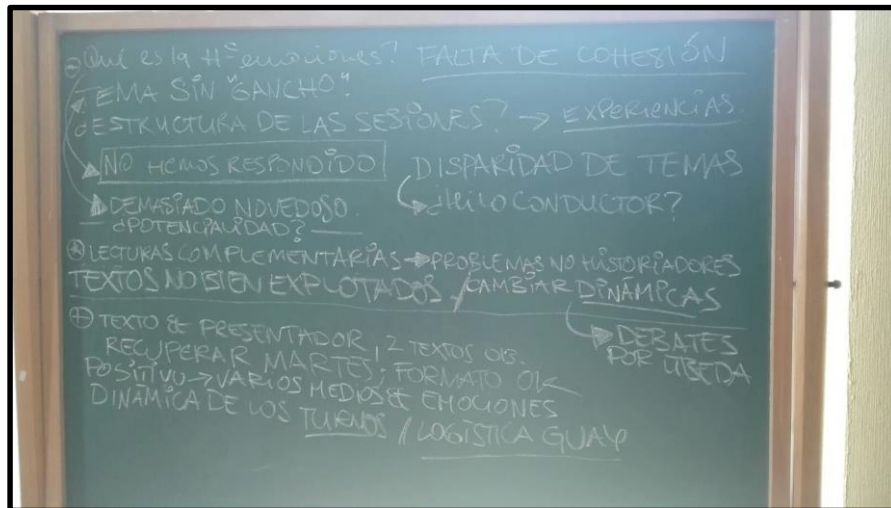 ⊖ Qué es la Hª emociones? FALTA DE COHESIÓN
TEMA SIN "GANCHO".
¿ESTRUCTURA DE LAS SESIONES? → EXPERIENCIAS.
NO HEMOS RESPONDIDO DISPARIDAD DE TEMAS
DEMASIADO NOVEDOSO. ¿HILO CONDUCTOR?
¿POTENCIALIDAD?
LECTURAS COMPLEMENTARIAS → PROBLEMAS NO HISTORIADORES
TEXTOS NO BIEN EXPLOTADOS / CAMBIAR DINÁMICAS
⊕ TEXTO PRESENTADOR, 2 TEXTOS → DEBATES
RECUPERAR MARTES; FORMATO OK POR ÚBEDA
POSITIVO → VARIOS MEDIOS EMOCIONES
DINÁMICA DE LOS TURNOS / LOGÍSTICA GUAY